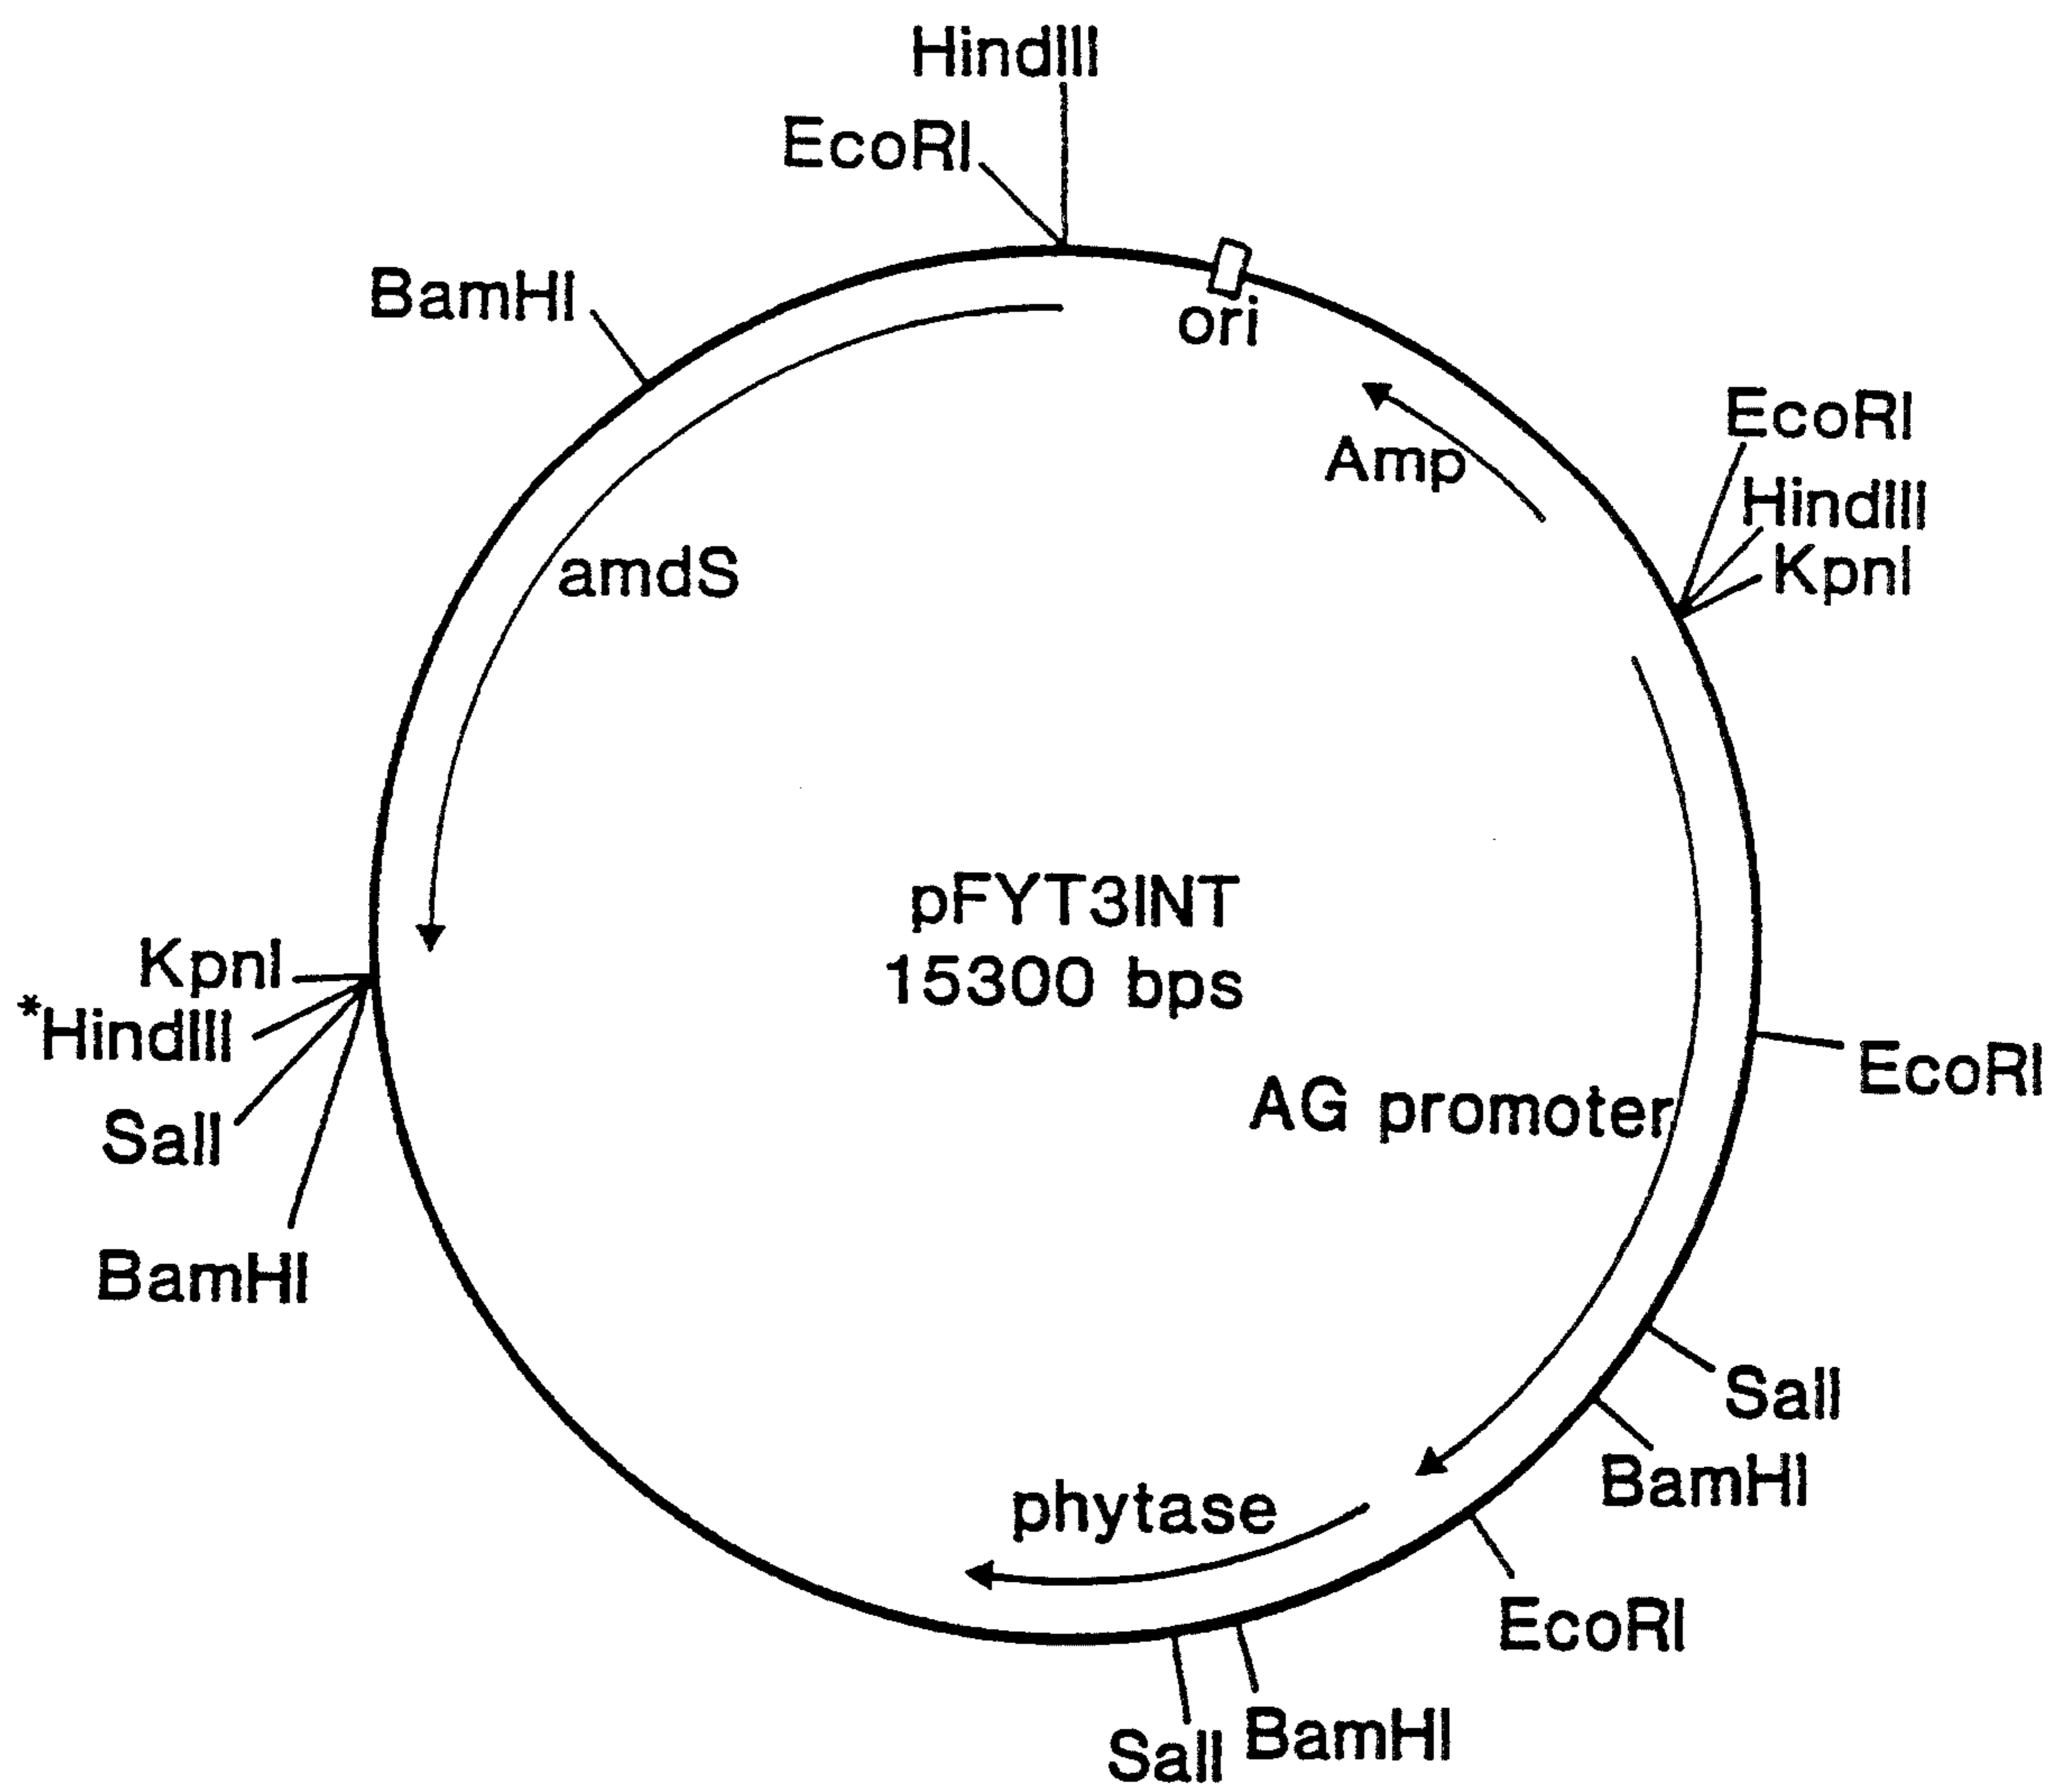 HindIII
EcoRI
BamHI
ori
EcoRI
Amp
HindIII
KpnI
amdS
pFYT3INT
15300 bps
KpnI
*HindIII
SalI
BamHI
EcoRI
AG promoter
SalI
BamHI
phytase
EcoRI
SalI
BamHI